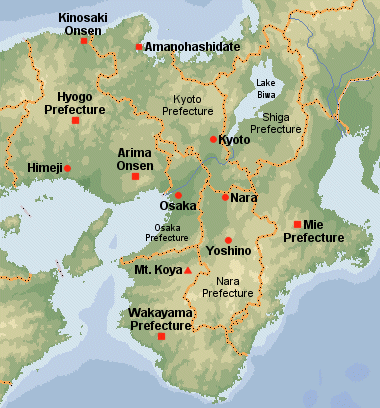 Kinosaki
Onsen
Amanohashidate
Lake
Biwa
Hyogo
Prefecture
Kyoto
Prefecture
Shiga
Prefecture
Kyoto
Himeji
Arima
Onsen
Osaka
Nara
Osaka
Prefecture
Mie
Prefecture
Yoshino
Mt. Koya
Nara
Prefecture
Wakayama
Prefecture